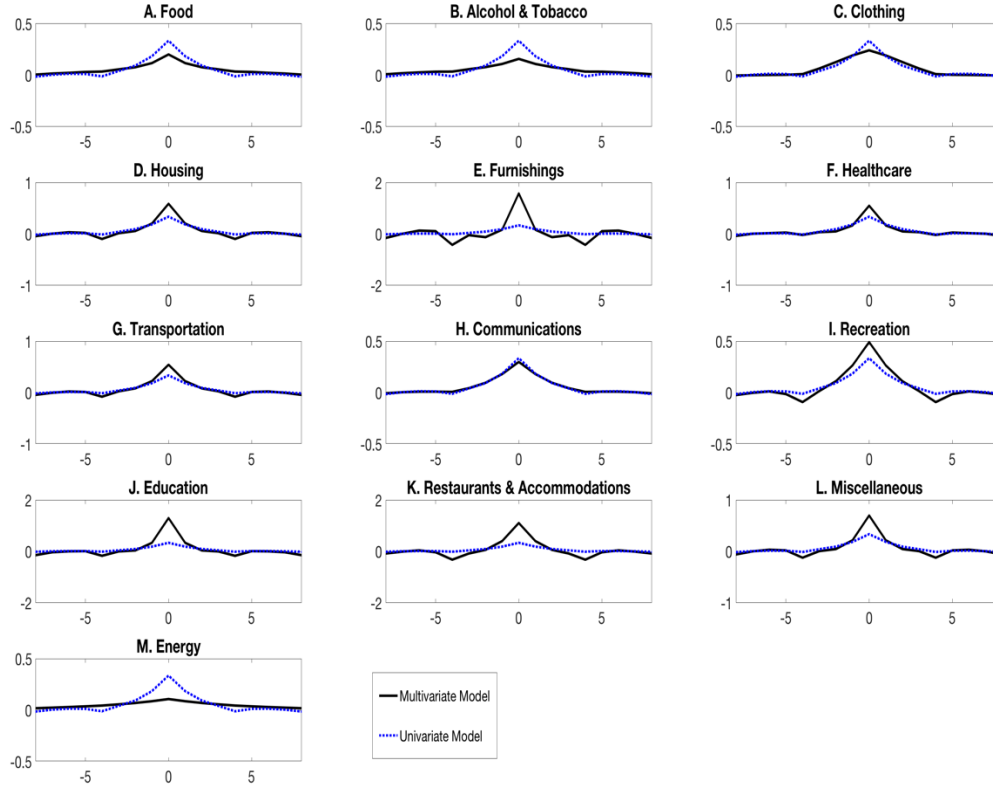 A. Food
B. Alcohol & Tobacco
C. Clothing
0.5
0
-0.5
-5 0 5
0.5
0
-0.5
-5 0 5
0.5
0
-0.5
-5 0 5
D. Housing
E. Furnishings
F. Healthcare
1
0
-1
-5 0 5
2
0
-2
-5 0 5
1
0
-1
-5 0 5
G. Transportation
H. Communications
I. Recreation
1
0
-1
-5 0 5
0.5
0
-0.5
-5 0 5
0.5
0
-0.5
-5 0 5
J. Education
K. Restaurants & Accommodations
L. Miscellaneous
2
0
-2
-5 0 5
2
0
-2
-5 0 5
1
0
-1
-5 0 5
M. Energy
0.5
0
-0.5
-5 0 5
Multivariate Model
Univariate Model